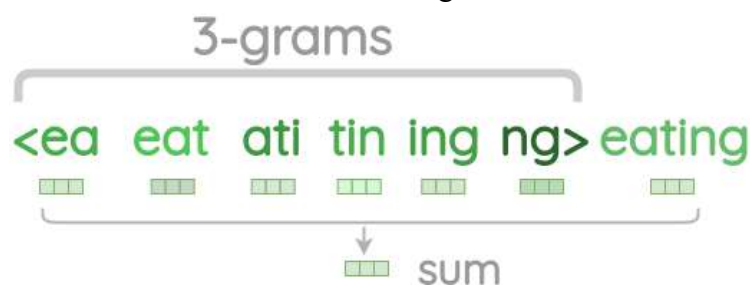 3-grams
<ea eat ati tin ing ng> eating
sum